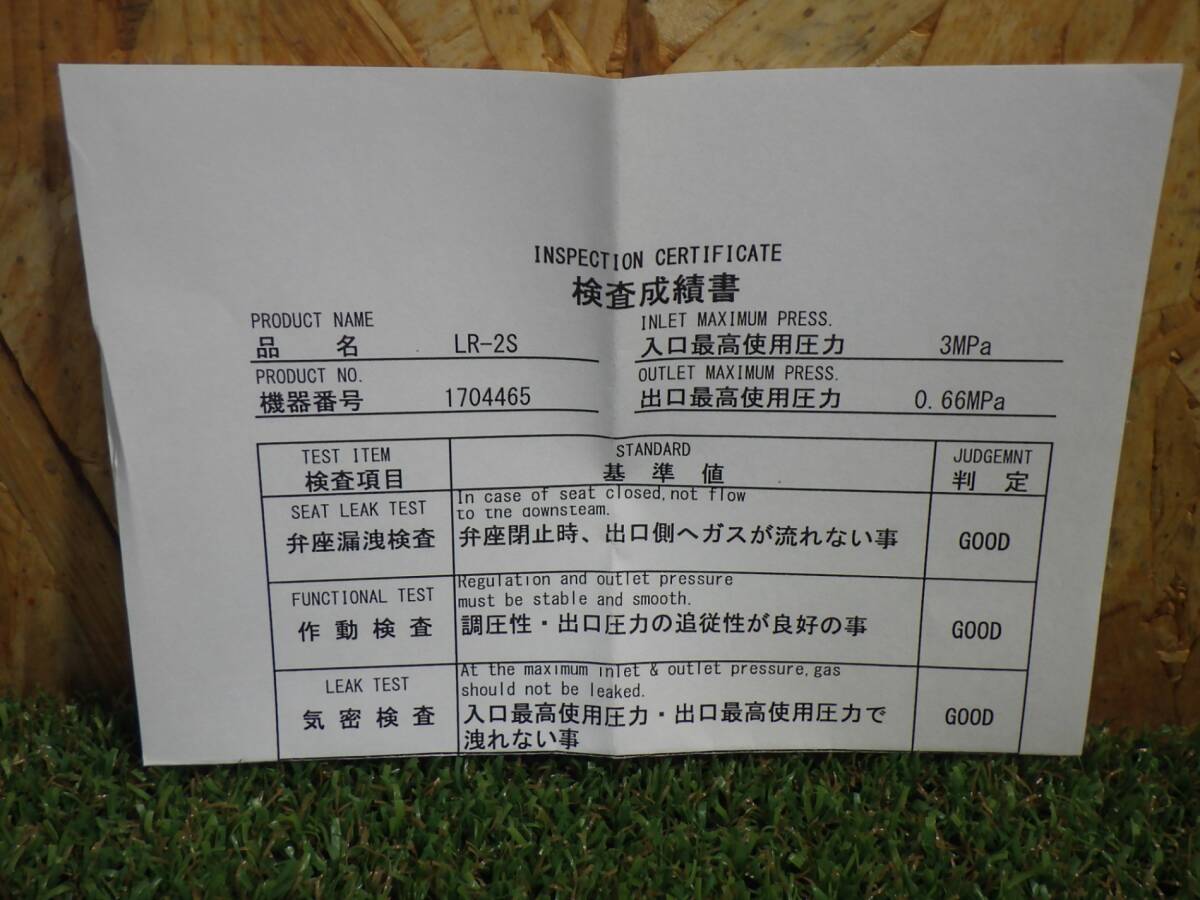 INSPECTION CERTIFICATE
検査成績書
PRODUCT NAME
品 名 LR-2S
INLET MAXIMUM PRESS.
入口最高使用圧力 3MPa
PRODUCT NO.
機器番号 1704465
OUTLET MAXIMUM PRESS.
出口最高使用圧力 0.66MPa
TEST ITEM
検査項目
STANDARD
基準値
JUDGEMNT
判定
SEAT LEAK TEST
弁座漏洩検査
In case of seat closed, not flow
to the downsteam.
弁座閉止時、出口側へガスが流れない事
GOOD
FUNCTIONAL TEST
作動検査
Regulation and outlet pressure
must be stable and smooth.
調圧性・出口圧力の追従性が良好の事
GOOD
LEAK TEST
気密検査
At the maximum inlet & outlet pressure, gas
should not be leaked.
入口最高使用圧力・出口最高使用圧力で
洩れない事
GOOD